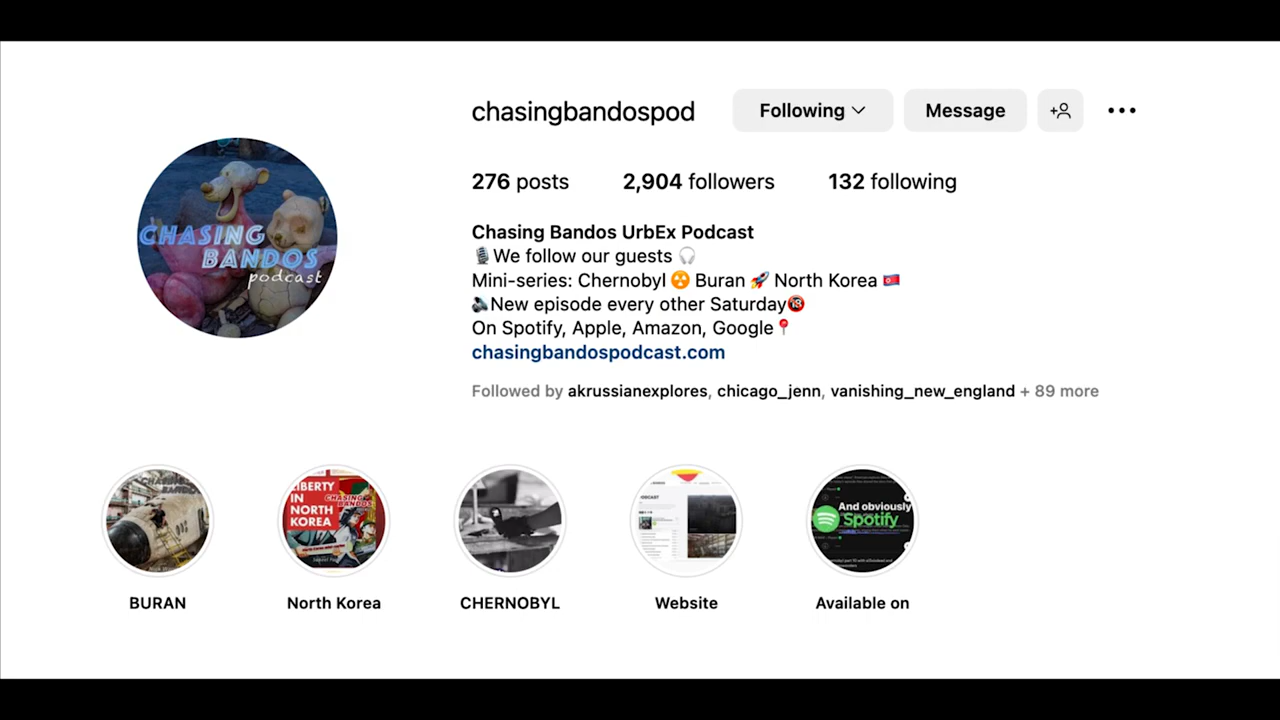 chasingbandospod
Following
Message
276 posts
2,904 followers
132 following
Chasing Bandos UrbEx Podcast
🎙️We follow our guests 🎧
Mini-series: Chernobyl ☢️ Buran 🚀 North Korea 🇰🇵
🔊New episode every other Saturday🔞
On Spotify, Apple, Amazon, Google📍
chasingbandospodcast.com
Followed by akrussianexplores, chicago_jenn, vanishing_new_england + 89 more
CHASING
BANDOS
podcast
LIBERTY
IN
NORTH
KOREA
CHASING
BANDOS
And obviously
Spotify
BURAN
North Korea
CHERNOBYL
Website
Available on